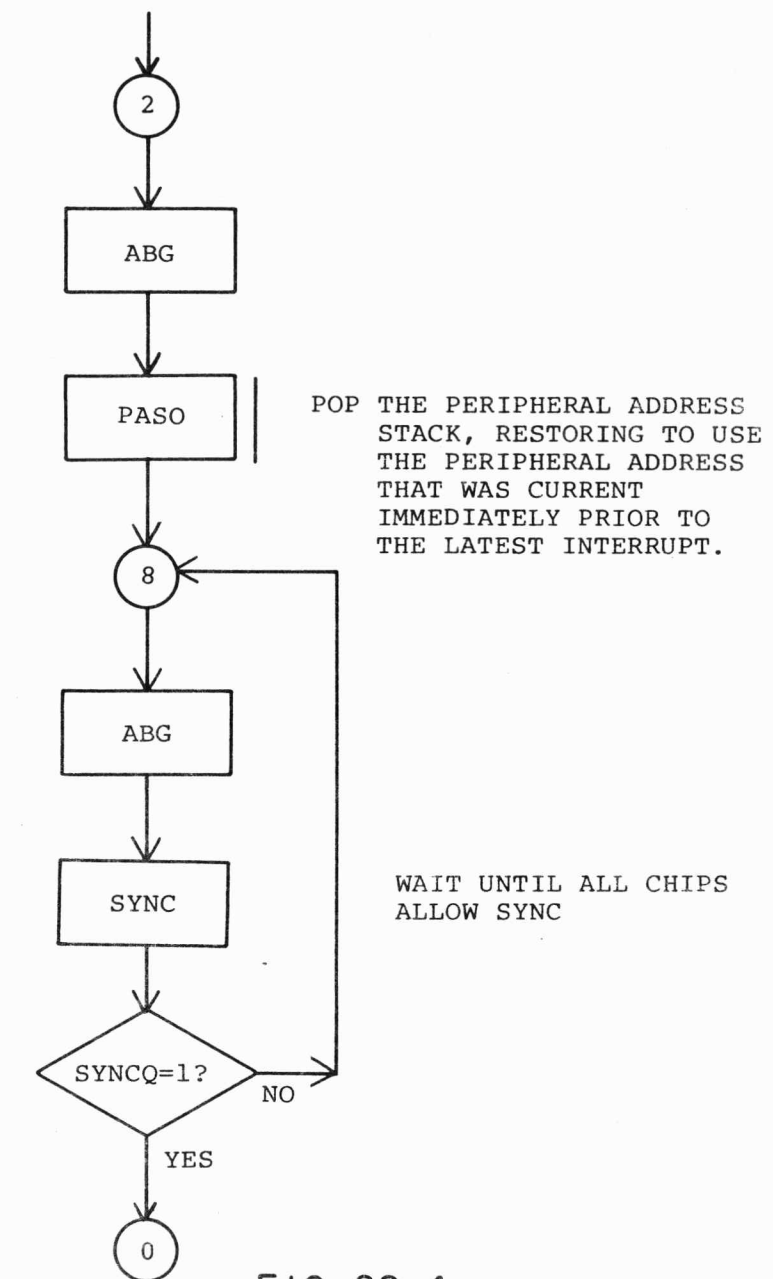 2
ABG
PASO
POP THE PERIPHERAL ADDRESS
STACK, RESTORING TO USE
THE PERIPHERAL ADDRESS
THAT WAS CURRENT
IMMEDIATELY PRIOR TO
THE LATEST INTERRUPT.
8
ABG
SYNC
WAIT UNTIL ALL CHIPS
ALLOW SYNC
SYNCQ=1?
NO
YES
0